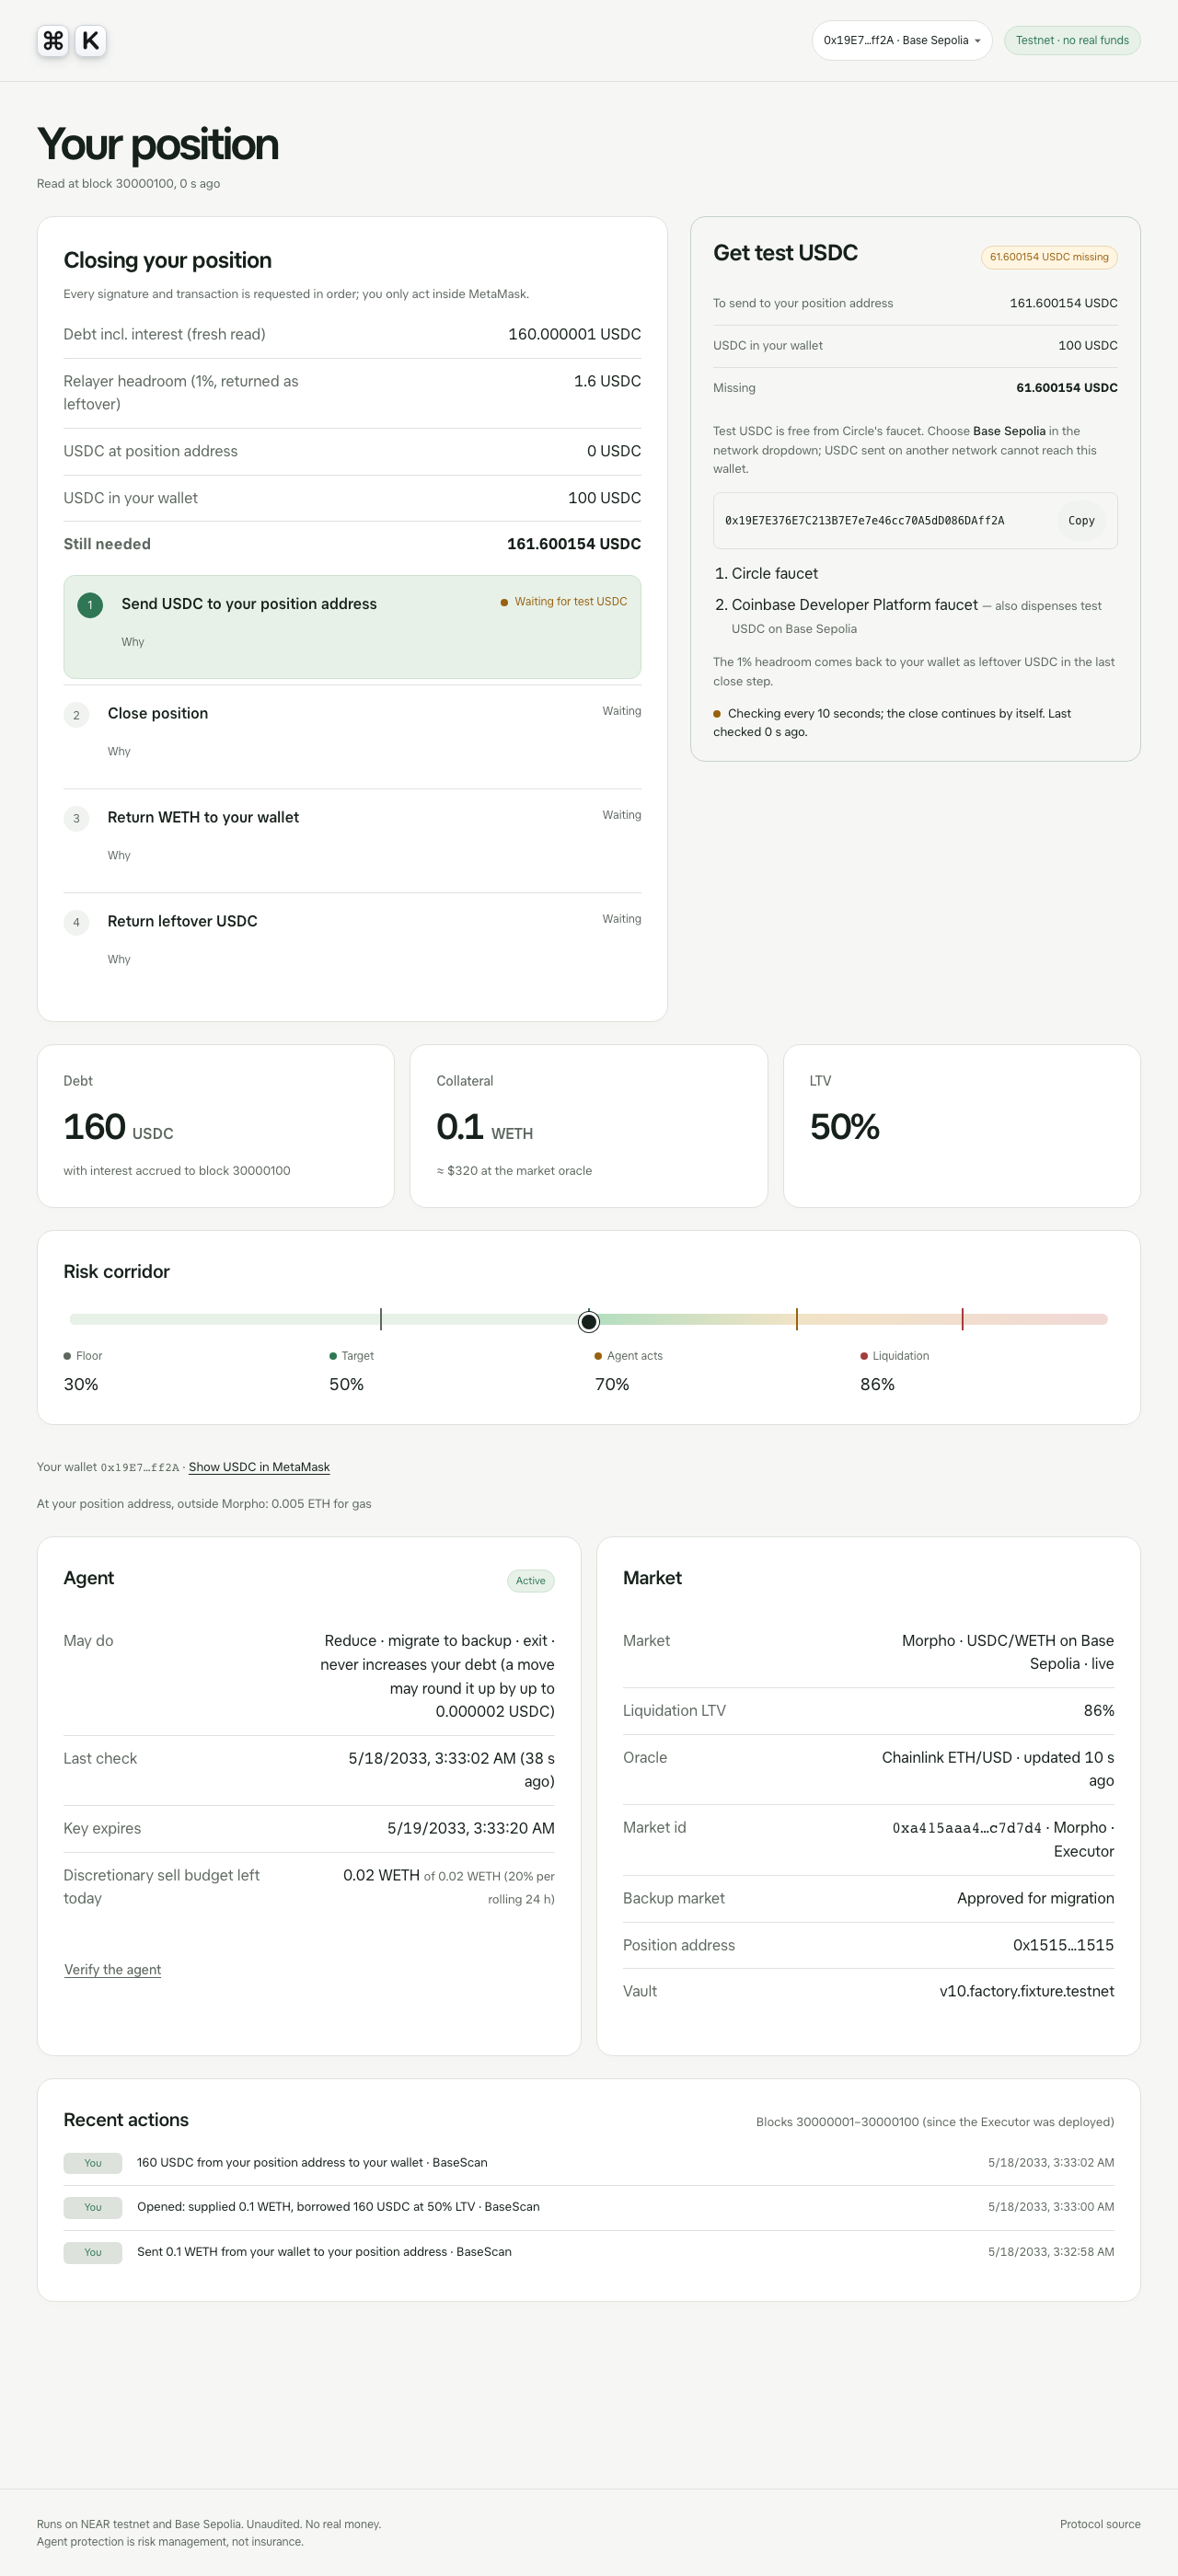 ⌘ K
0x19E7…ff2A · Base Sepolia
Testnet · no real funds
Your position
Read at block 30000100, 0 s ago
Closing your position
Every signature and transaction is requested in order; you only act inside MetaMask.
Debt incl. interest (fresh read)
160.000001 USDC
Relayer headroom (1%, returned as
leftover)
1.6 USDC
USDC at position address
0 USDC
USDC in your wallet
100 USDC
Still needed
161.600154 USDC
1
Send USDC to your position address
Waiting for test USDC
Why
2
Close position
Waiting
Why
3
Return WETH to your wallet
Waiting
Why
4
Return leftover USDC
Waiting
Why
Get test USDC
61.600154 USDC missing
To send to your position address
161.600154 USDC
USDC in your wallet
100 USDC
Missing
61.600154 USDC
Test USDC is free from Circle's faucet. Choose Base Sepolia in the
network dropdown; USDC sent on another network cannot reach this
wallet.
0x19E7E376E7C213B7E7e7e46cc70A5dD086DAff2A
Copy
1. Circle faucet
2. Coinbase Developer Platform faucet — also dispenses test
USDC on Base Sepolia
The 1% headroom comes back to your wallet as leftover USDC in the last
close step.
Checking every 10 seconds; the close continues by itself. Last
checked 0 s ago.
Debt
160 USDC
with interest accrued to block 30000100
Collateral
0.1 WETH
≈ $320 at the market oracle
LTV
50%
Risk corridor
Floor
30%
Target
50%
Agent acts
70%
Liquidation
86%
Your wallet 0x19E7…ff2A · Show USDC in MetaMask
At your position address, outside Morpho: 0.005 ETH for gas
Agent
Active
May do
Reduce · migrate to backup · exit ·
never increases your debt (a move
may round it up by up to
0.000002 USDC)
Last check
5/18/2033, 3:33:02 AM (38 s
ago)
Key expires
5/19/2033, 3:33:20 AM
Discretionary sell budget left
today
0.02 WETH of 0.02 WETH (20% per
rolling 24 h)
Verify the agent
Market
Market
Morpho · USDC/WETH on Base
Sepolia · live
Liquidation LTV
86%
Oracle
Chainlink ETH/USD · updated 10 s
ago
Market id
0xa415aaa4…c7d7d4 · Morpho ·
Executor
Backup market
Approved for migration
Position address
0x1515…1515
Vault
v10.factory.fixture.testnet
Recent actions
Blocks 30000001–30000100 (since the Executor was deployed)
You
160 USDC from your position address to your wallet · BaseScan
5/18/2033, 3:33:02 AM
You
Opened: supplied 0.1 WETH, borrowed 160 USDC at 50% LTV · BaseScan
5/18/2033, 3:33:00 AM
You
Sent 0.1 WETH from your wallet to your position address · BaseScan
5/18/2033, 3:32:58 AM
Runs on NEAR testnet and Base Sepolia. Unaudited. No real money.
Agent protection is risk management, not insurance.
Protocol source